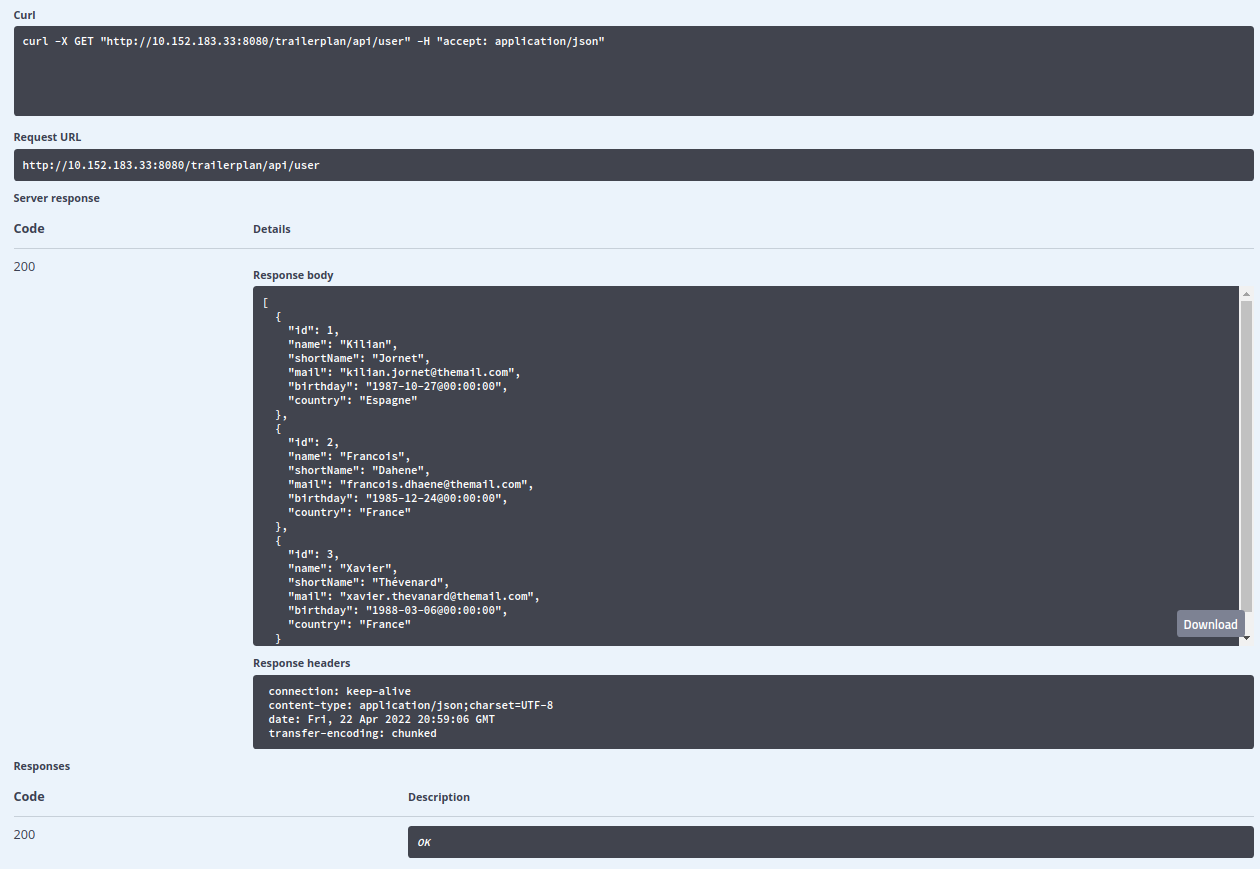 Curl
curl -X GET "http://10.152.183.33:8080/trailerplan/api/user" -H "accept: application/json"
Request URL
http://10.152.183.33:8080/trailerplan/api/user
Server response
Code Details
200
Response body
[
{
"id": 1,
"name": "Kilian",
"shortName": "Jornet",
"mail": "kilian.jornet@themail.com",
"birthday": "1987-10-27@00:00:00",
"country": "Espagne"
},
{
"id": 2,
"name": "Francois",
"shortName": "Dahene",
"mail": "francois.dhaene@themail.com",
"birthday": "1985-12-24@00:00:00",
"country": "France"
},
{
"id": 3,
"name": "Xavier",
"shortName": "Thévenard",
"mail": "xavier.thevanard@themail.com",
"birthday": "1988-03-06@00:00:00",
"country": "France"
}
Download
Response headers
connection: keep-alive
content-type: application/json;charset=UTF-8
date: Fri, 22 Apr 2022 20:59:06 GMT
transfer-encoding: chunked
Responses
Code Description
200
OK